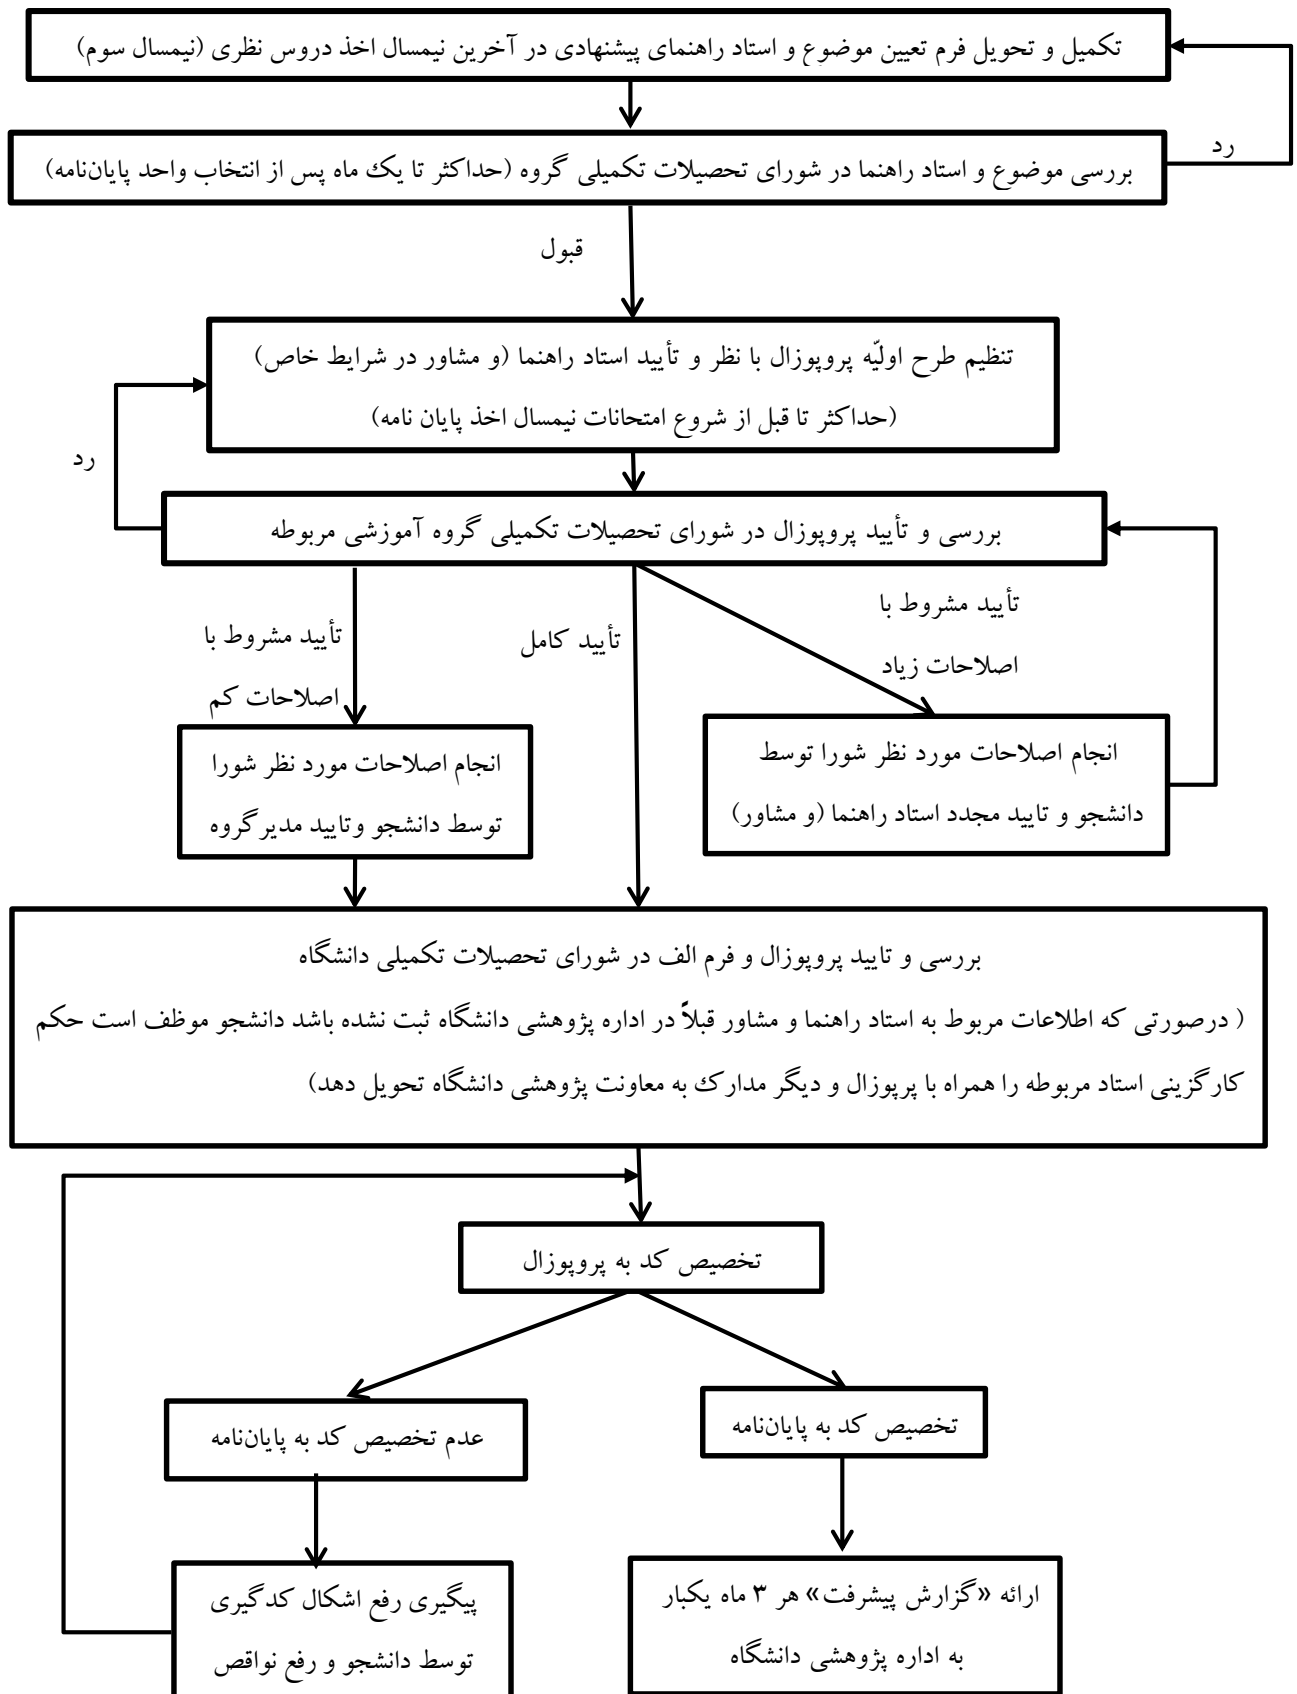 تکمیل و تحویل فرم تعیین موضوع و استاد راهنمای پیشنهادی در آخرین نیمسال اخذ دروس نظری (نیمسال سوم)
رد
بررسی موضوع و استاد راهنما در شورای تحصیلات تکمیلی گروه (حداکثر تا یک ماه پس از انتخاب واحد پایان‌نامه)
قبول
تنظیم طرح اولیّه پروپوزال با نظر و تأیید استاد راهنما (و مشاور در شرایط خاص)
(حداکثر تا قبل از شروع امتحانات نیمسال اخذ پایان نامه)
رد
بررسی و تأیید پروپوزال در شورای تحصیلات تکمیلی گروه آموزشی مربوطه
تأیید مشروط با
اصلاحات زیاد
تأیید کامل
تأیید مشروط با
اصلاحات کم
انجام اصلاحات مورد نظر شورا توسط
دانشجو و تایید مجدد استاد راهنما (و مشاور)
انجام اصلاحات مورد نظر شورا
توسط دانشجو وتایید مدیرگروه
بررسی و تایید پروپوزال و فرم الف در شورای تحصیلات تکمیلی دانشگاه
( درصورتی که اطلاعات مربوط به استاد راهنما و مشاور قبلاً در اداره پژوهشی دانشگاه ثبت نشده باشد دانشجو موظف است حکم
کارگزینی استاد مربوطه را همراه با پرپوزال و دیگر مدارک به معاونت پژوهشی دانشگاه تحویل دهد)
تخصیص کد به پروپوزال
تخصیص کد به پایان‌نامه
عدم تخصیص کد به پایان‌نامه
ارائه «گزارش پیشرفت» هر ۳ ماه یکبار
به اداره پژوهشی دانشگاه
پیگیری رفع اشکال کدگیری
توسط دانشجو و رفع نواقص